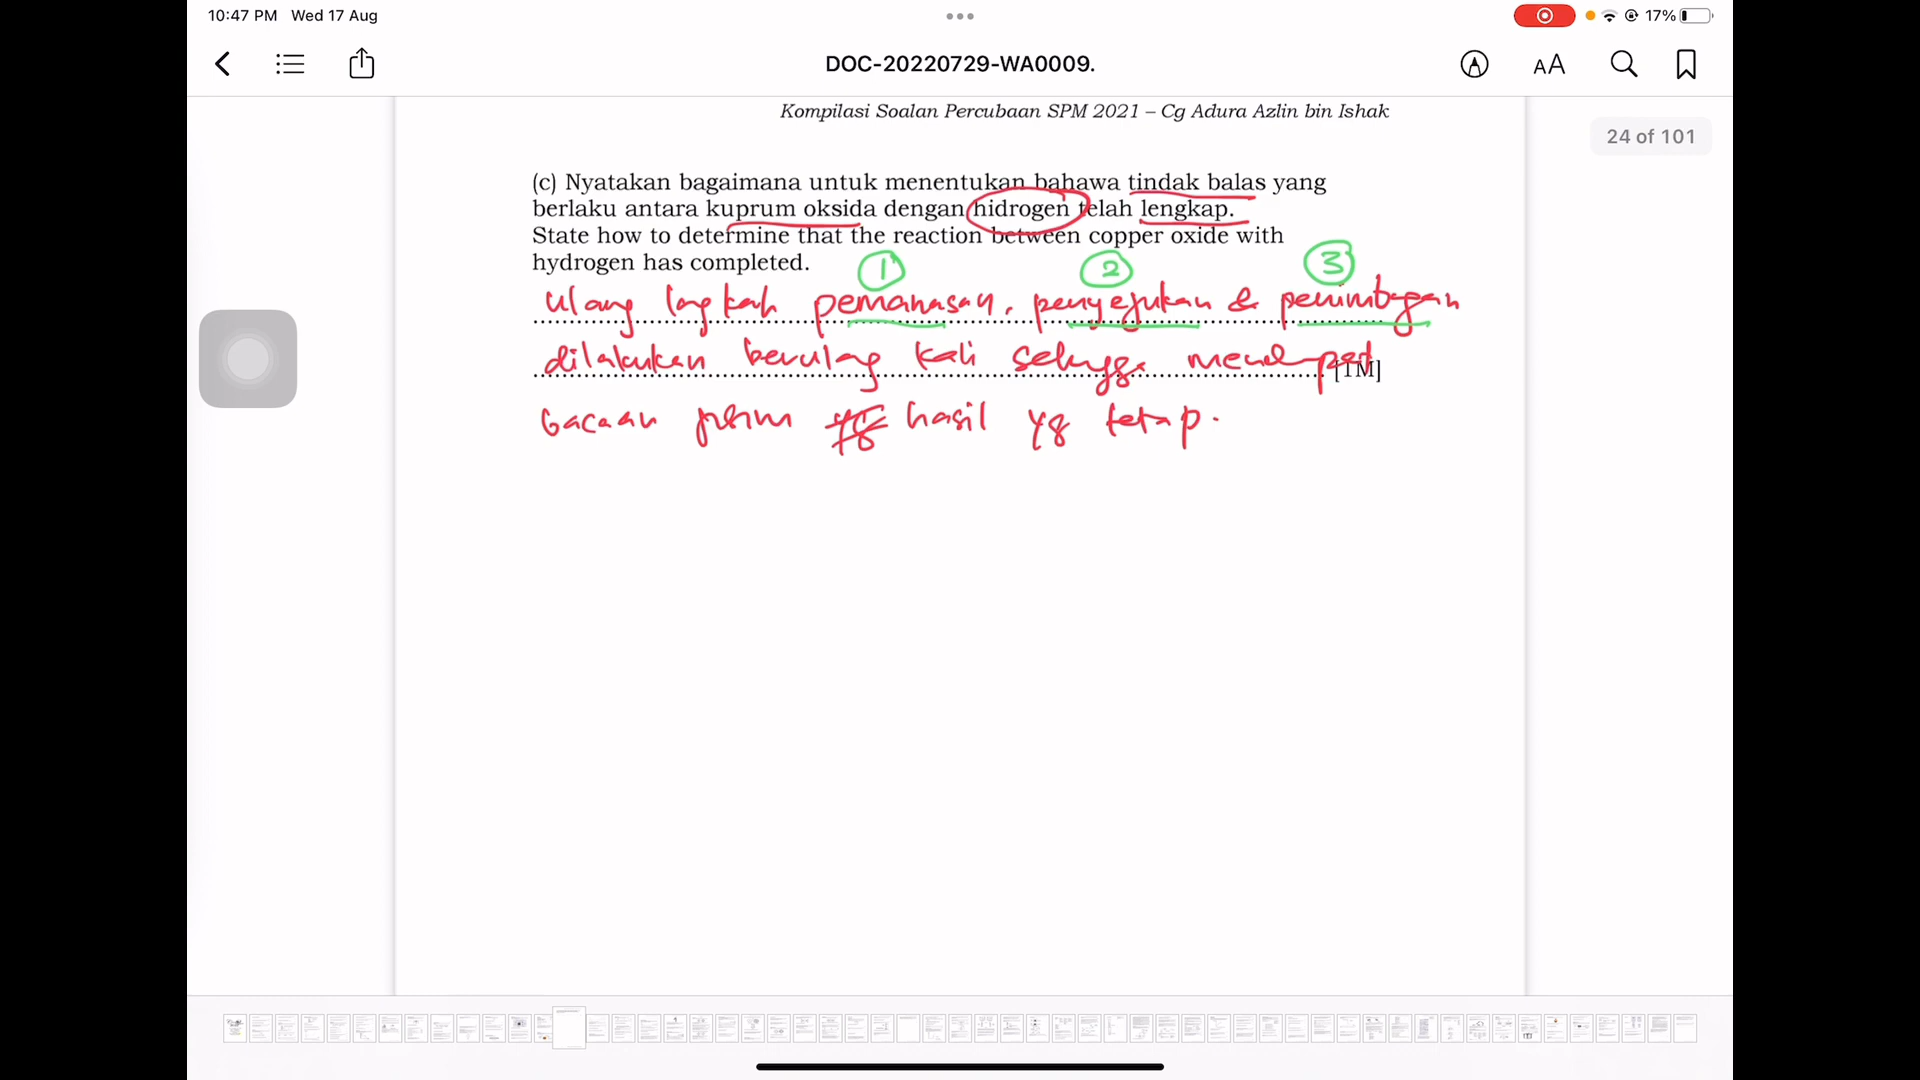 10:47 PM Wed 17 Aug
17%
DOC-20220729-WA0009.
AA
Kompilasi Soalan Percubaan SPM 2021 – Cg Adura Azlin bin Ishak
24 of 101
(c) Nyatakan bagaimana untuk menentukan bahawa tindak balas yang
berlaku antara kuprum oksida dengan hidrogen telah lengkap.
State how to determine that the reaction between copper oxide with
hydrogen has completed.
1 2 3
Ulang langkah pemanasan, penyejukan & penimbagan
dilakukan berulang kali sehingga mendapat
[1M]
bacaan jisim hasil yg tetap.